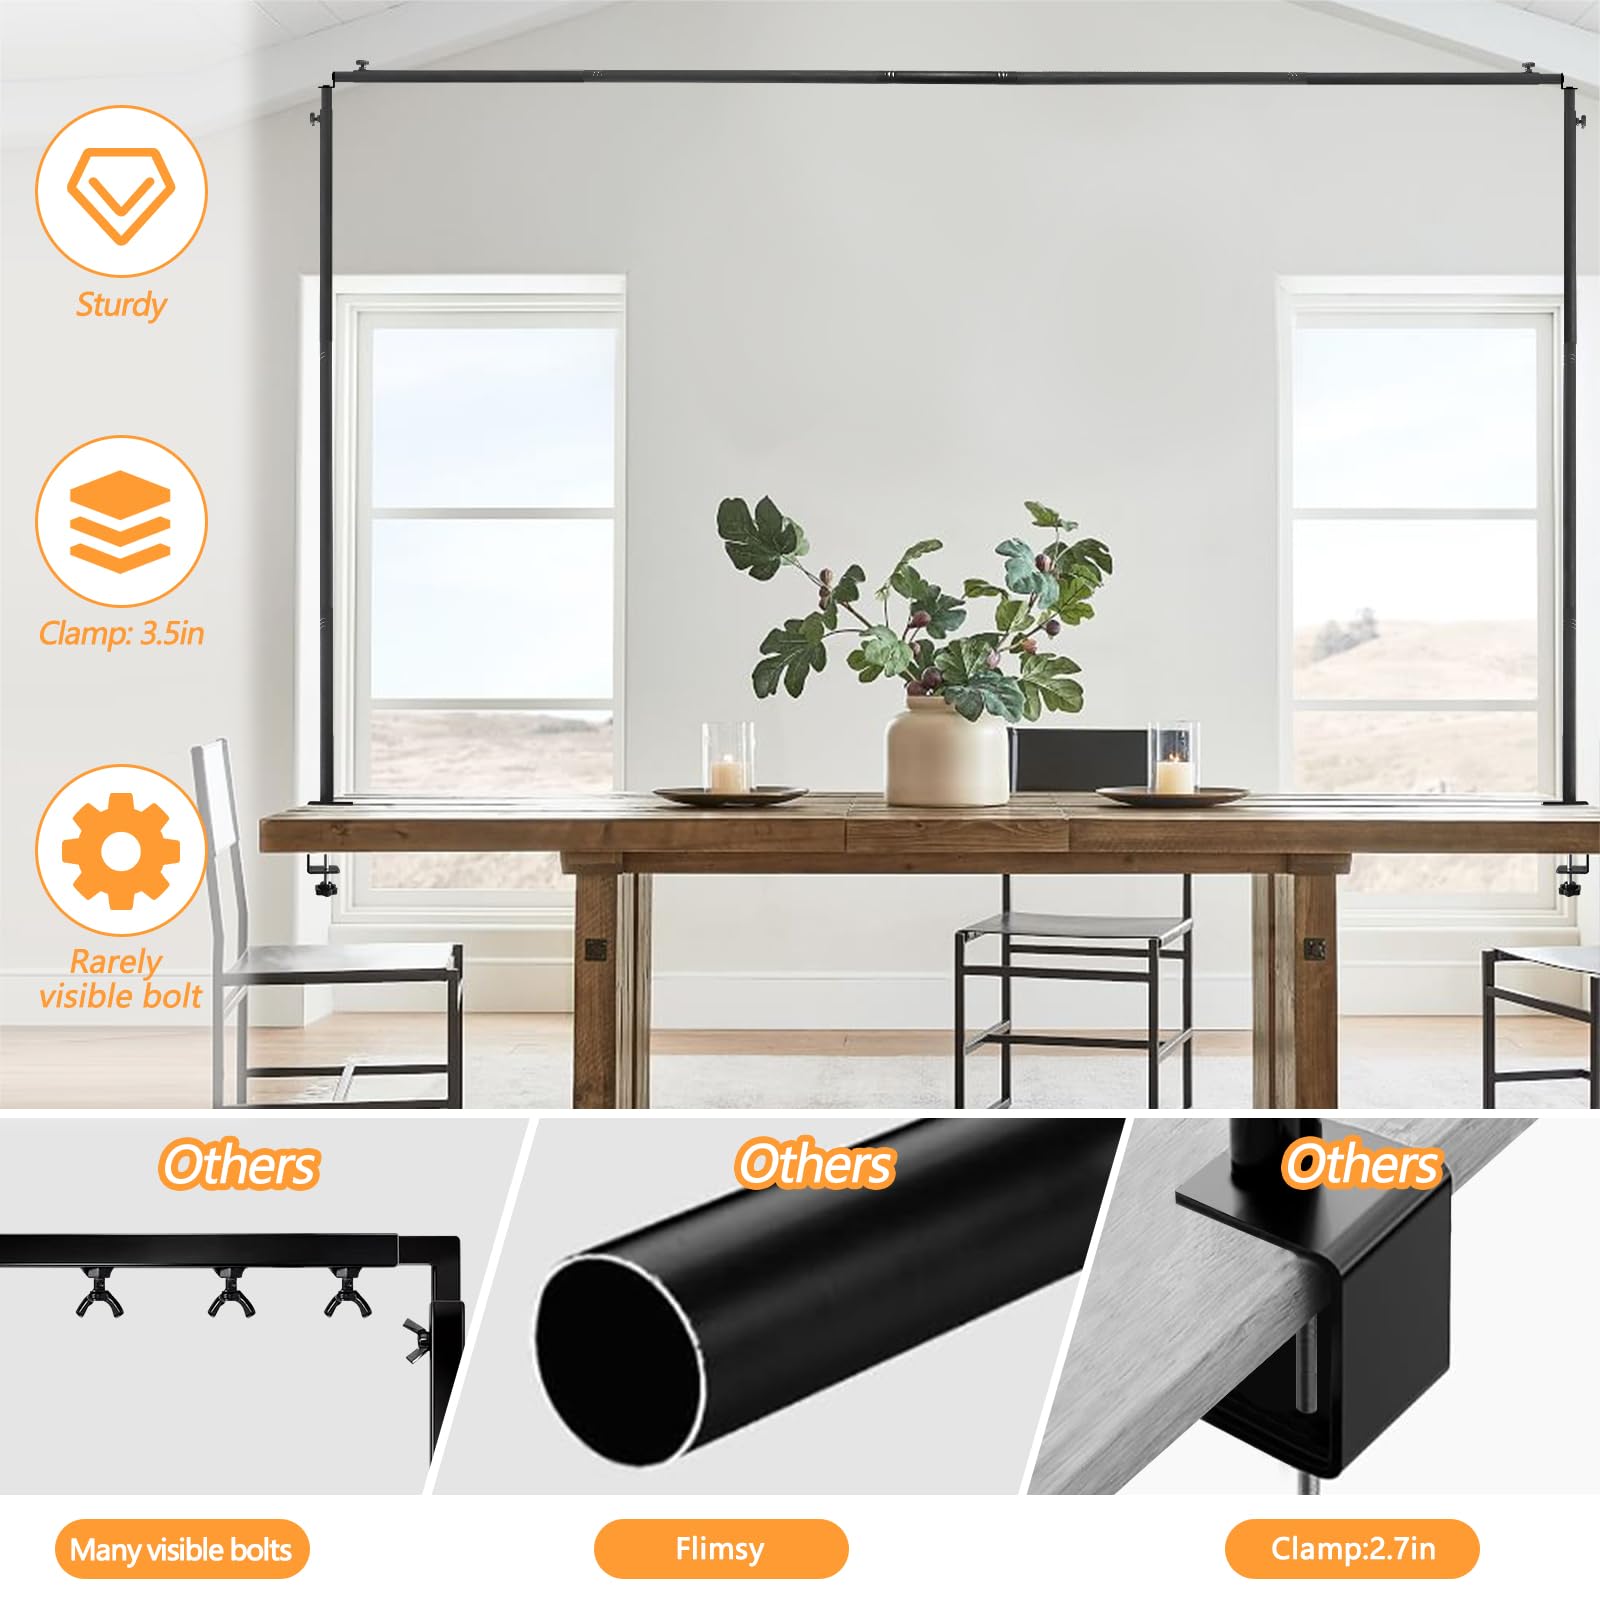 Sturdy
Clamp: 3.5in
Rarely
visible bolt
Others
Others
Others
Many visible bolts
Flimsy
Clamp:2.7in